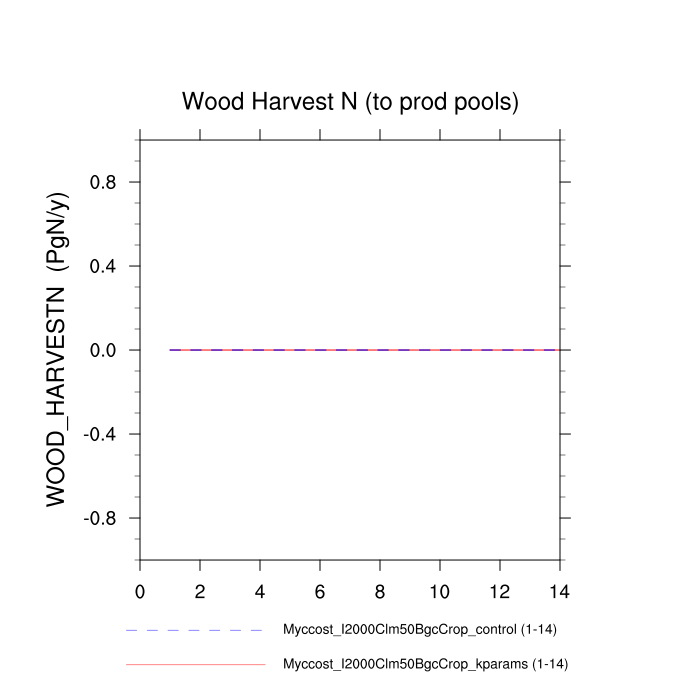 Wood Harvest N (to prod pools)
WOOD_HARVESTN (PgN/y)
0.8
0.4
0.0
-0.4
-0.8
0 2 4 6 8 10 12 14
Myccost_I2000Clm50BgcCrop_control (1-14)
Myccost_I2000Clm50BgcCrop_kparams (1-14)